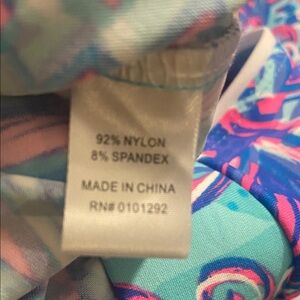 92% NYLON
8% SPANDEX
MADE IN CHINA
RN# 0101292